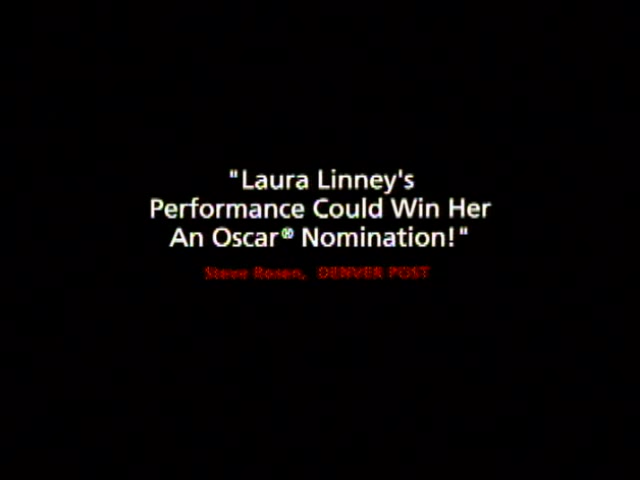 "Laura Linney's
Performance Could Win Her
An Oscar® Nomination!"
Steve Rosen, DENVER POST